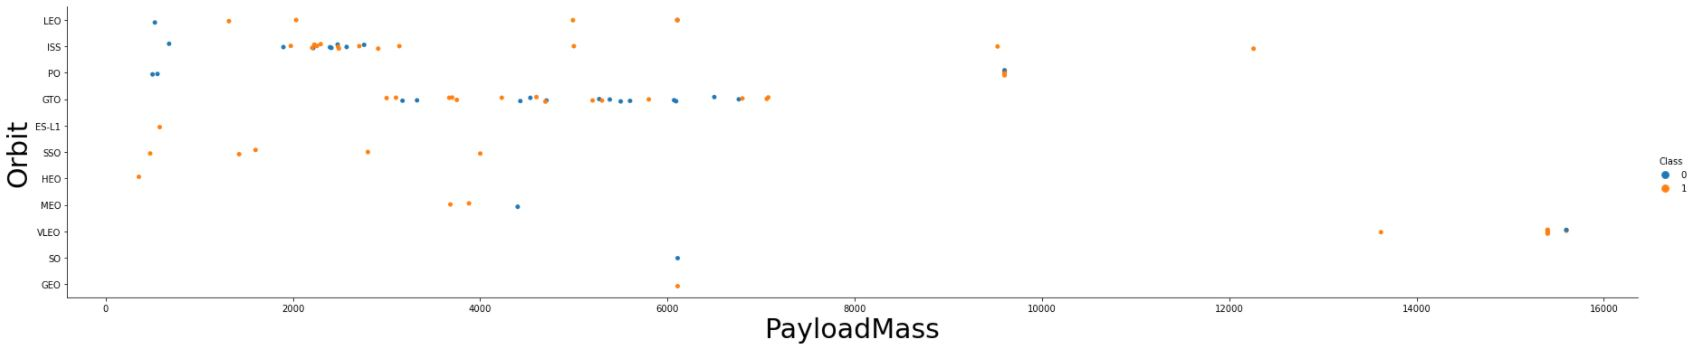 LEO
ISS
PO
GTO
ES-L1
SSO
HEO
MEO
VLEO
SO
GEO
Orbit
0 2000 4000 6000 8000 10000 12000 14000 16000
PayloadMass
Class
0
1